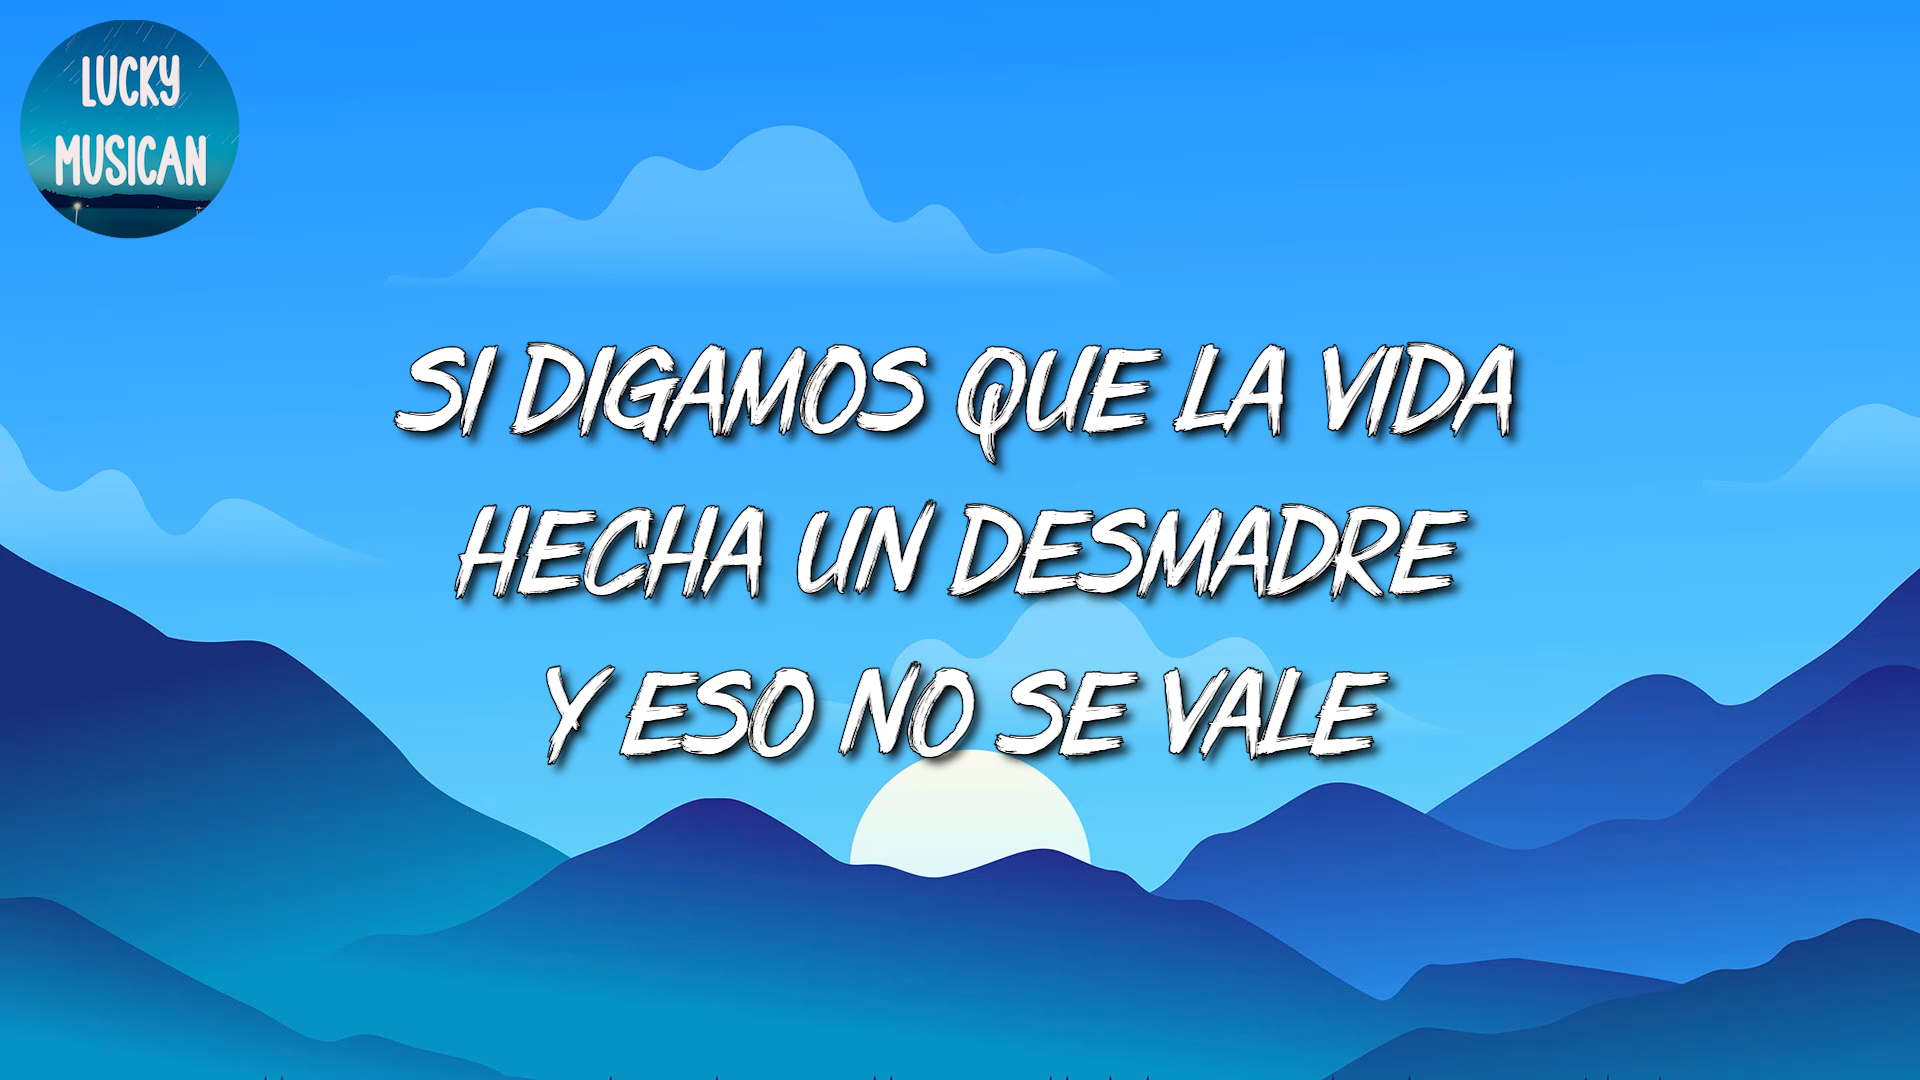 LUCKY
MUSICAN
SI DIGAMOS QUE LA VIDA
HECHA UN DESMADRE
Y ESO NO SE VALE